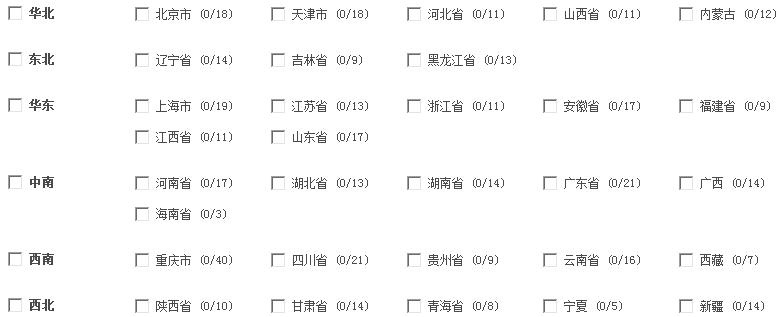 华北 北京市 (0/18) 天津市 (0/18) 河北省 (0/11) 山西省 (0/11) 内蒙古 (0/12)
东北 辽宁省 (0/14) 吉林省 (0/9) 黑龙江省 (0/13)
华东 上海市 (0/19) 江苏省 (0/13) 浙江省 (0/11) 安徽省 (0/17) 福建省 (0/9)
江西省 (0/11) 山东省 (0/17)
中南 河南省 (0/17) 湖北省 (0/13) 湖南省 (0/14) 广东省 (0/21) 广西 (0/14)
海南省 (0/3)
西南 重庆市 (0/40) 四川省 (0/21) 贵州省 (0/9) 云南省 (0/16) 西藏 (0/7)
西北 陕西省 (0/10) 甘肃省 (0/14) 青海省 (0/8) 宁夏 (0/5) 新疆 (0/14)